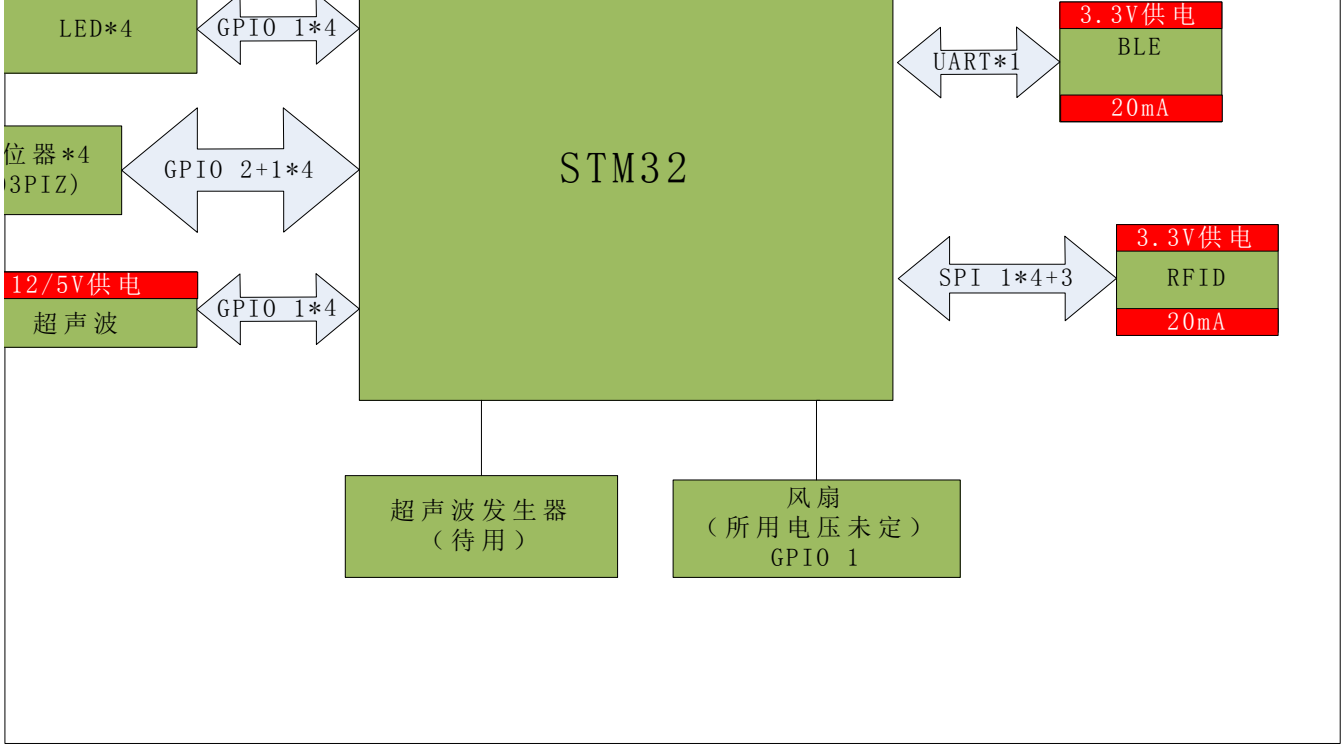 LED*4
GPIO 1*4
3.3V供电
BLE
20mA
UART*1
位器*4
03PIZ)
GPIO 2+1*4
STM32
12/5V供电
超声波
GPIO 1*4
SPI 1*4+3
3.3V供电
RFID
20mA
超声波发生器
（待用）
风扇
（所用电压未定）
GPIO 1